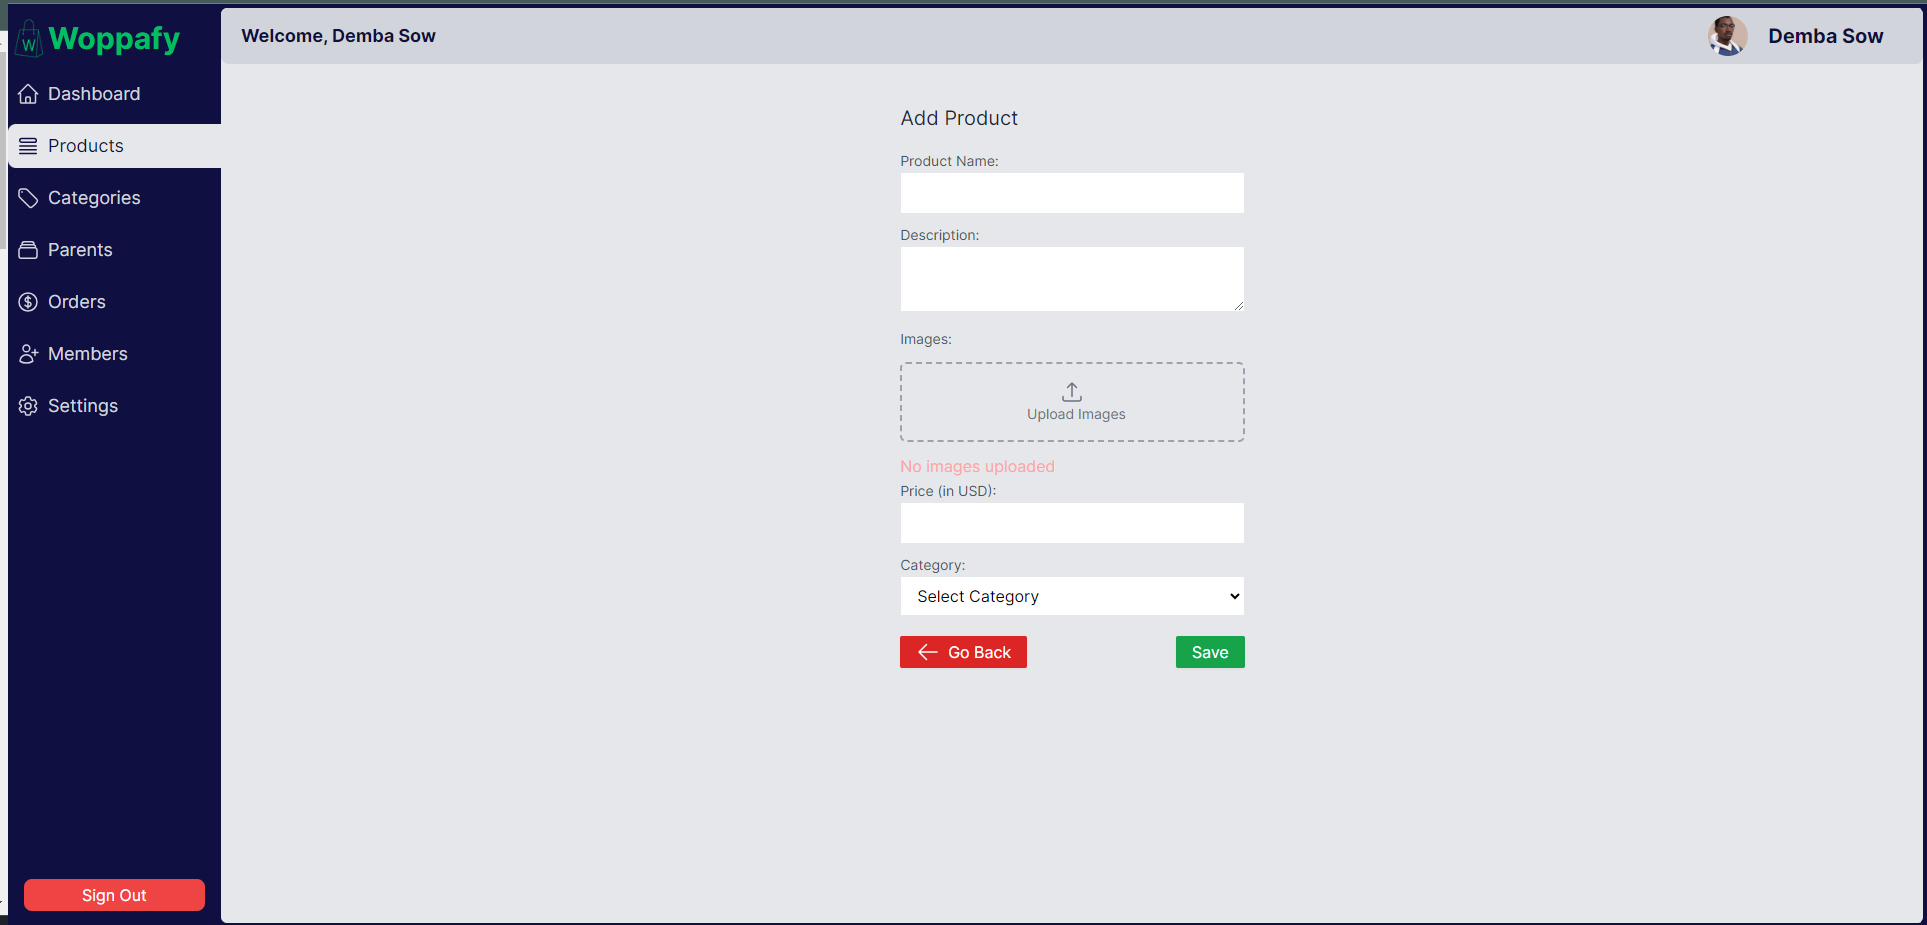 W Woppafy
Dashboard
Products
Categories
Parents
Orders
Members
Settings
Sign Out
Welcome, Demba Sow
Demba Sow
Add Product
Product Name:
Description:
Images:
Upload Images
No images uploaded
Price (in USD):
Category:
Select Category
Go Back
Save